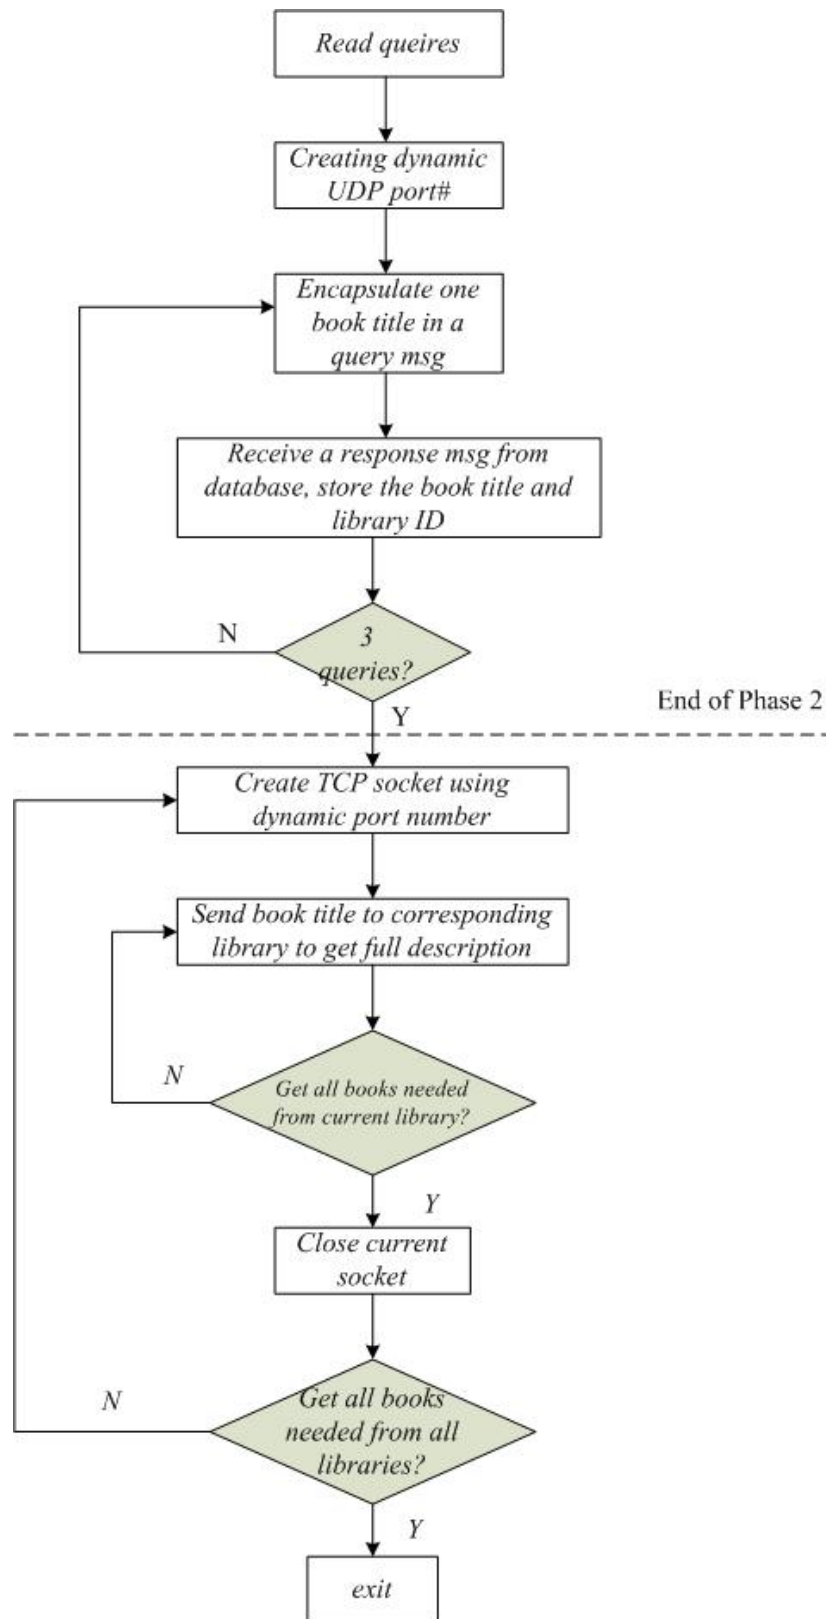 Read queires
Creating dynamic
UDP port#
Encapsulate one
book title in a
query msg
Receive a response msg from
database, store the book title and
library ID
N
3
queries?
End of Phase 2
Y
Create TCP socket using
dynamic port number
Send book title to corresponding
library to get full description
N
Get all books needed
from current library?
Y
Close current
socket
N
Get all books
needed from all
libraries?
Y
exit